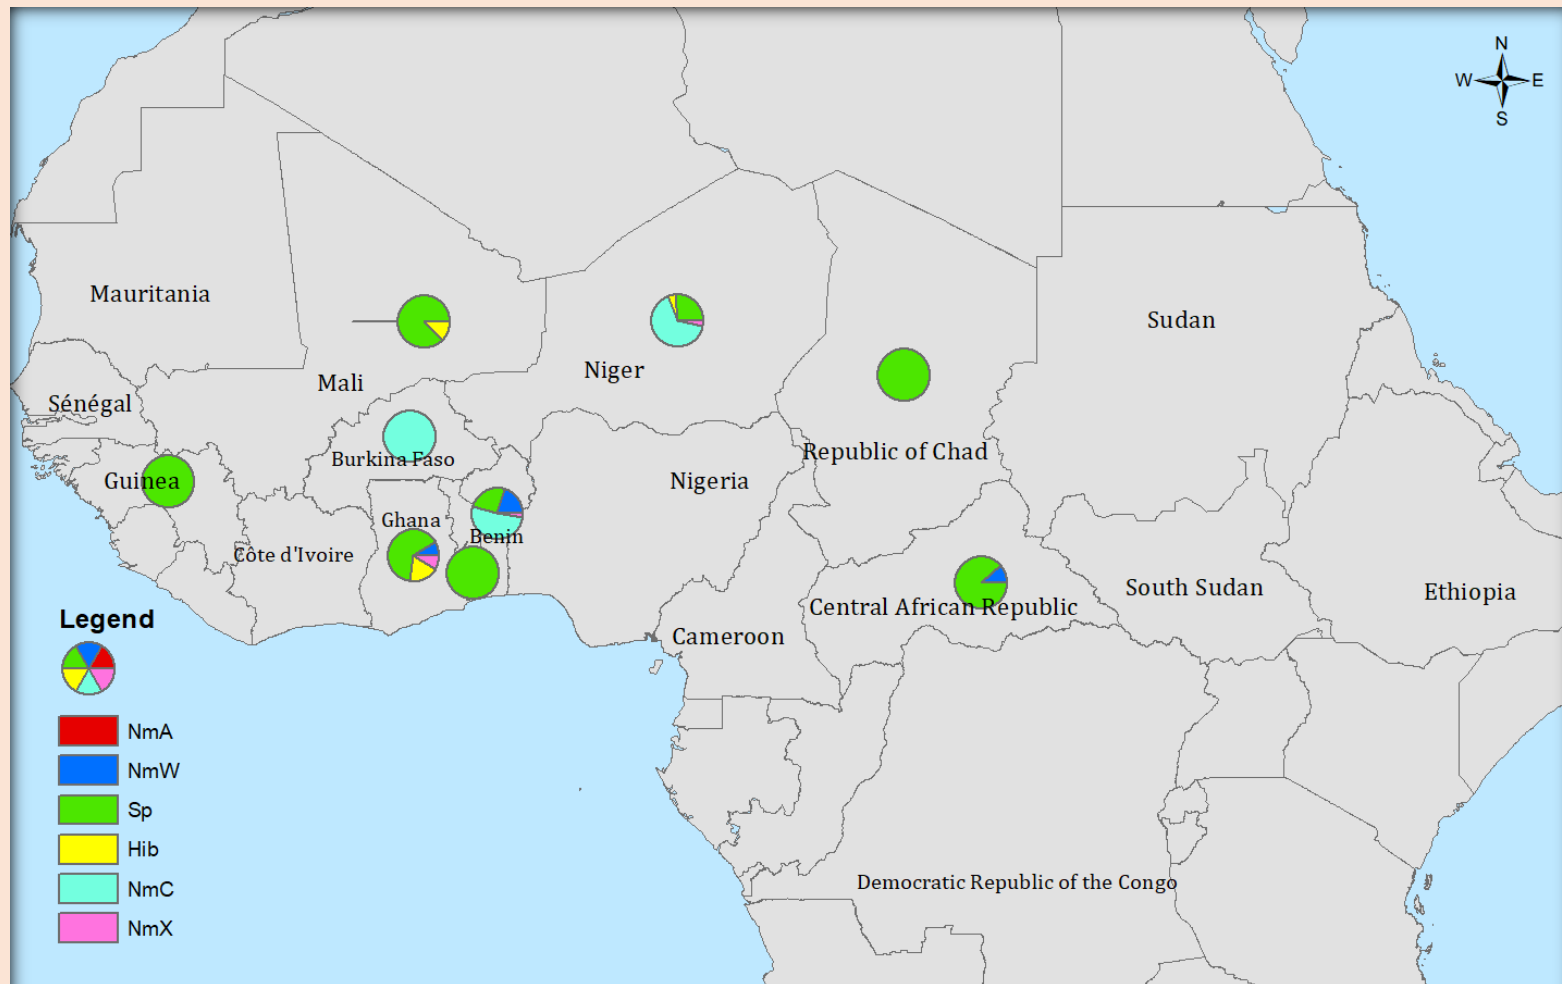 N
W E
S
Mauritania
Sudan
Niger
Mali
Sénégal
Republic of Chad
Burkina Faso
Guinea
Nigeria
Ghana
Benin
Côte d'Ivoire
South Sudan
Ethiopia
Central African Republic
Cameroon
Democratic Republic of the Congo
Legend
NmA
NmW
Sp
Hib
NmC
NmX